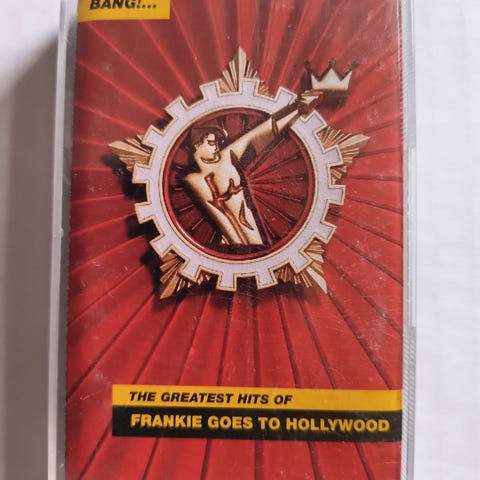 BANG!...
THE GREATEST HITS OF
FRANKIE GOES TO HOLLYWOOD